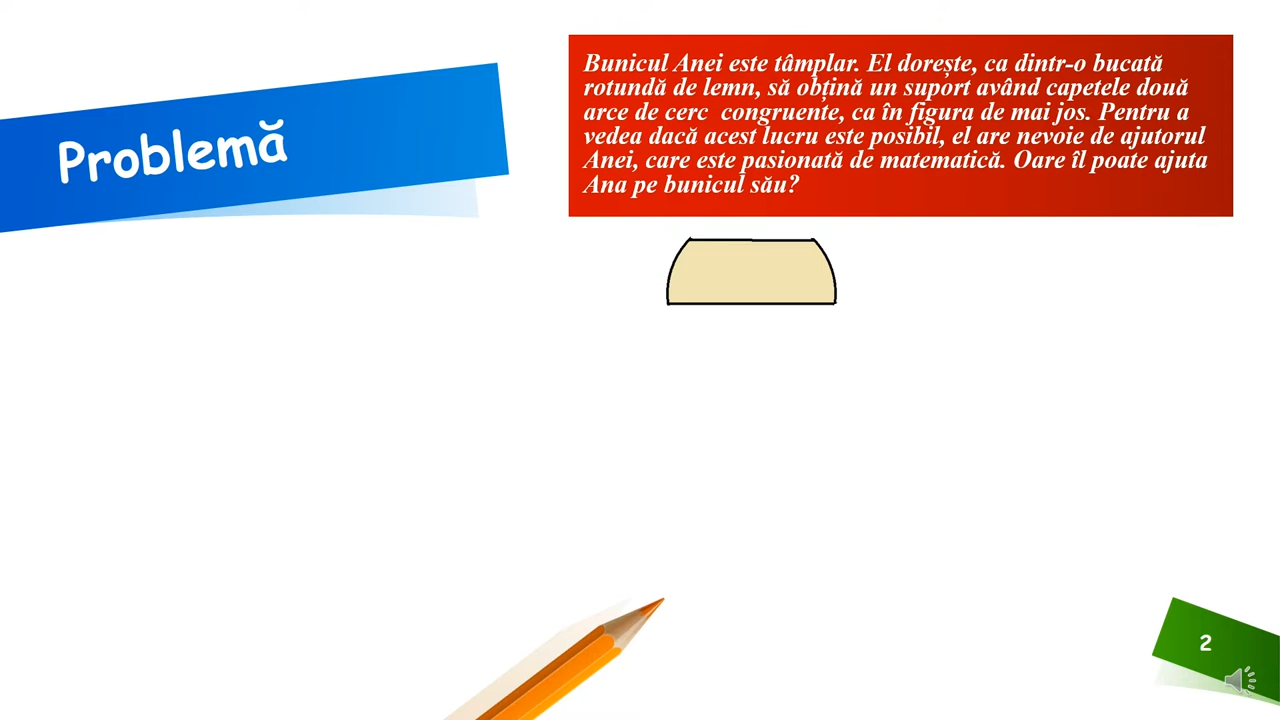 Problemă
Bunicul Anei este tâmplar. El dorește, ca dintr-o bucată
rotundă de lemn, să obțină un suport având capetele două
arce de cerc congruente, ca în figura de mai jos. Pentru a
vedea dacă acest lucru este posibil, el are nevoie de ajutorul
Anei, care este pasionată de matematică. Oare îl poate ajuta
Ana pe bunicul său?
2